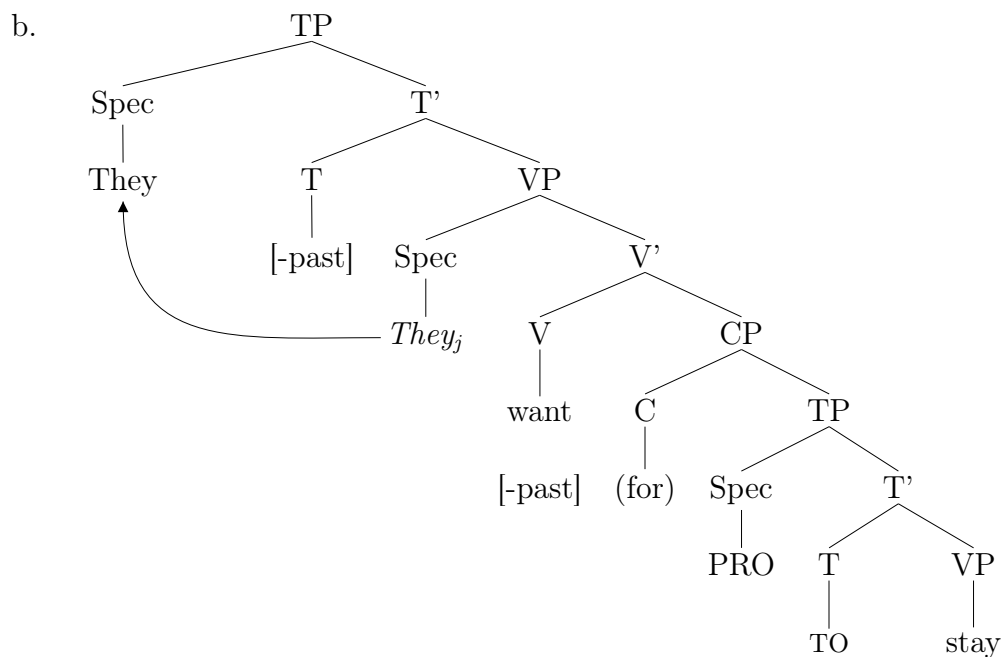 b. TP
Spec T'
They T VP
[-past] Spec V'
They_j V CP
want C TP
[-past] (for) Spec T'
PRO T VP
TO stay